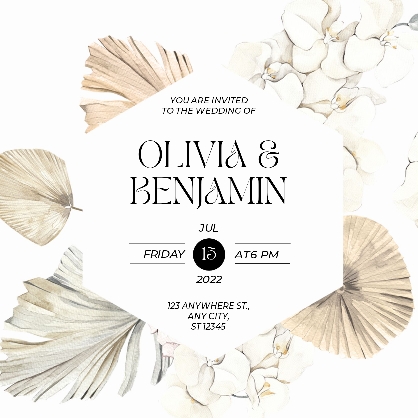 YOU ARE INVITED
TO THE WEDDING OF
OLIVIA &
BENJAMIN
JUL
FRIDAY 15 AT6 PM
2022
123 ANYWHERE ST.,
ANY CITY,
ST 12345